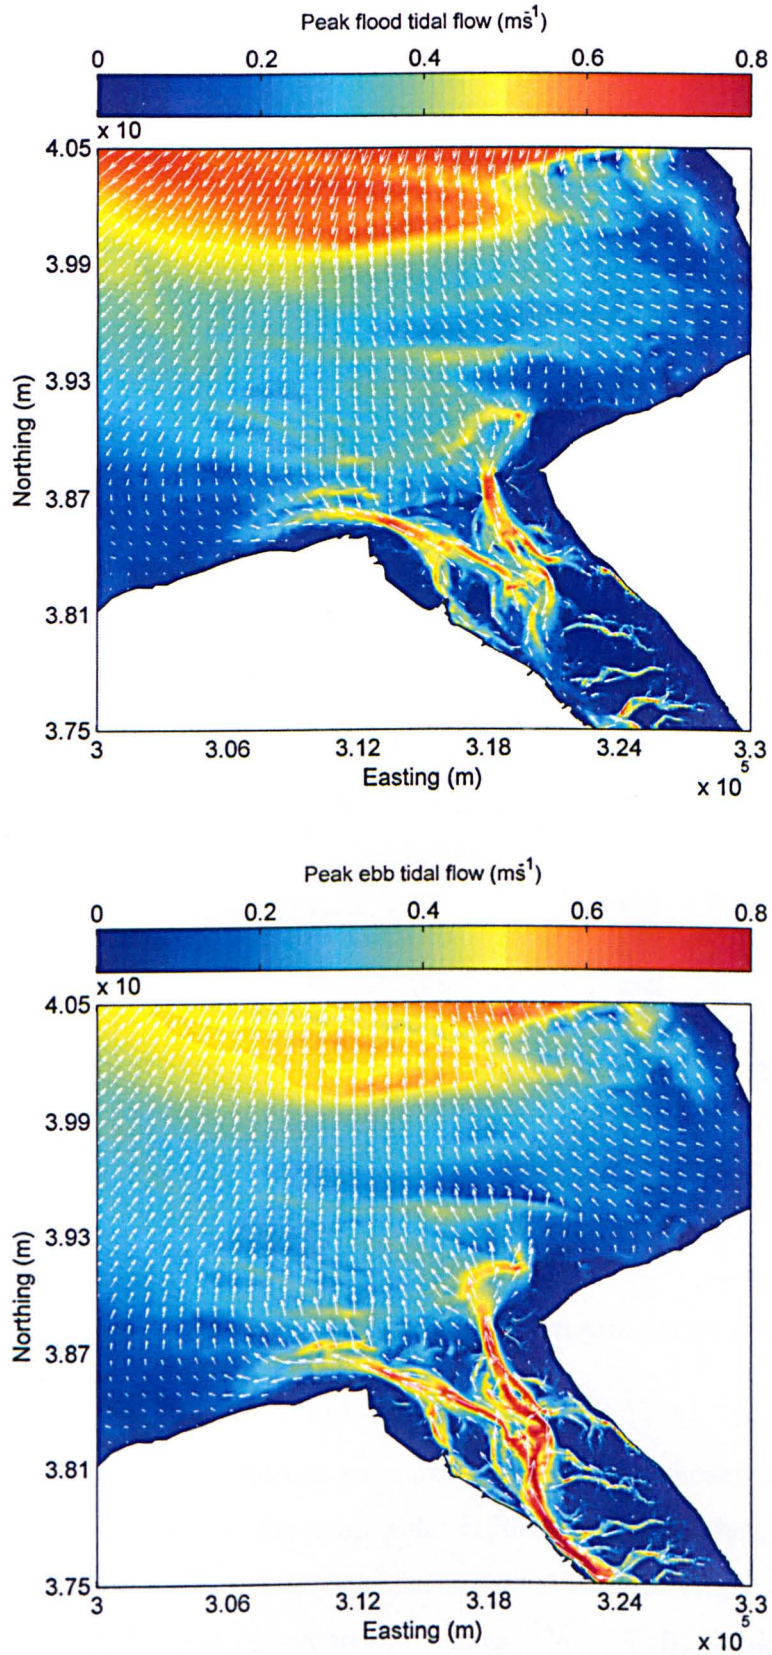 Peak flood tidal flow (ms̄¹)
0 0.2 0.4 0.6 0.8
x 10
4.05
3.99
3.93
3.87
3.81
3.75
Northing (m)
3 3.06 3.12 3.18 3.24 3.3
Easting (m)
x 10⁵
Peak ebb tidal flow (ms̄¹)
0 0.2 0.4 0.6 0.8
x 10
4.05
3.99
3.93
3.87
3.81
3.75
Northing (m)
3 3.06 3.12 3.18 3.24 3.3
Easting (m)
x 10⁵